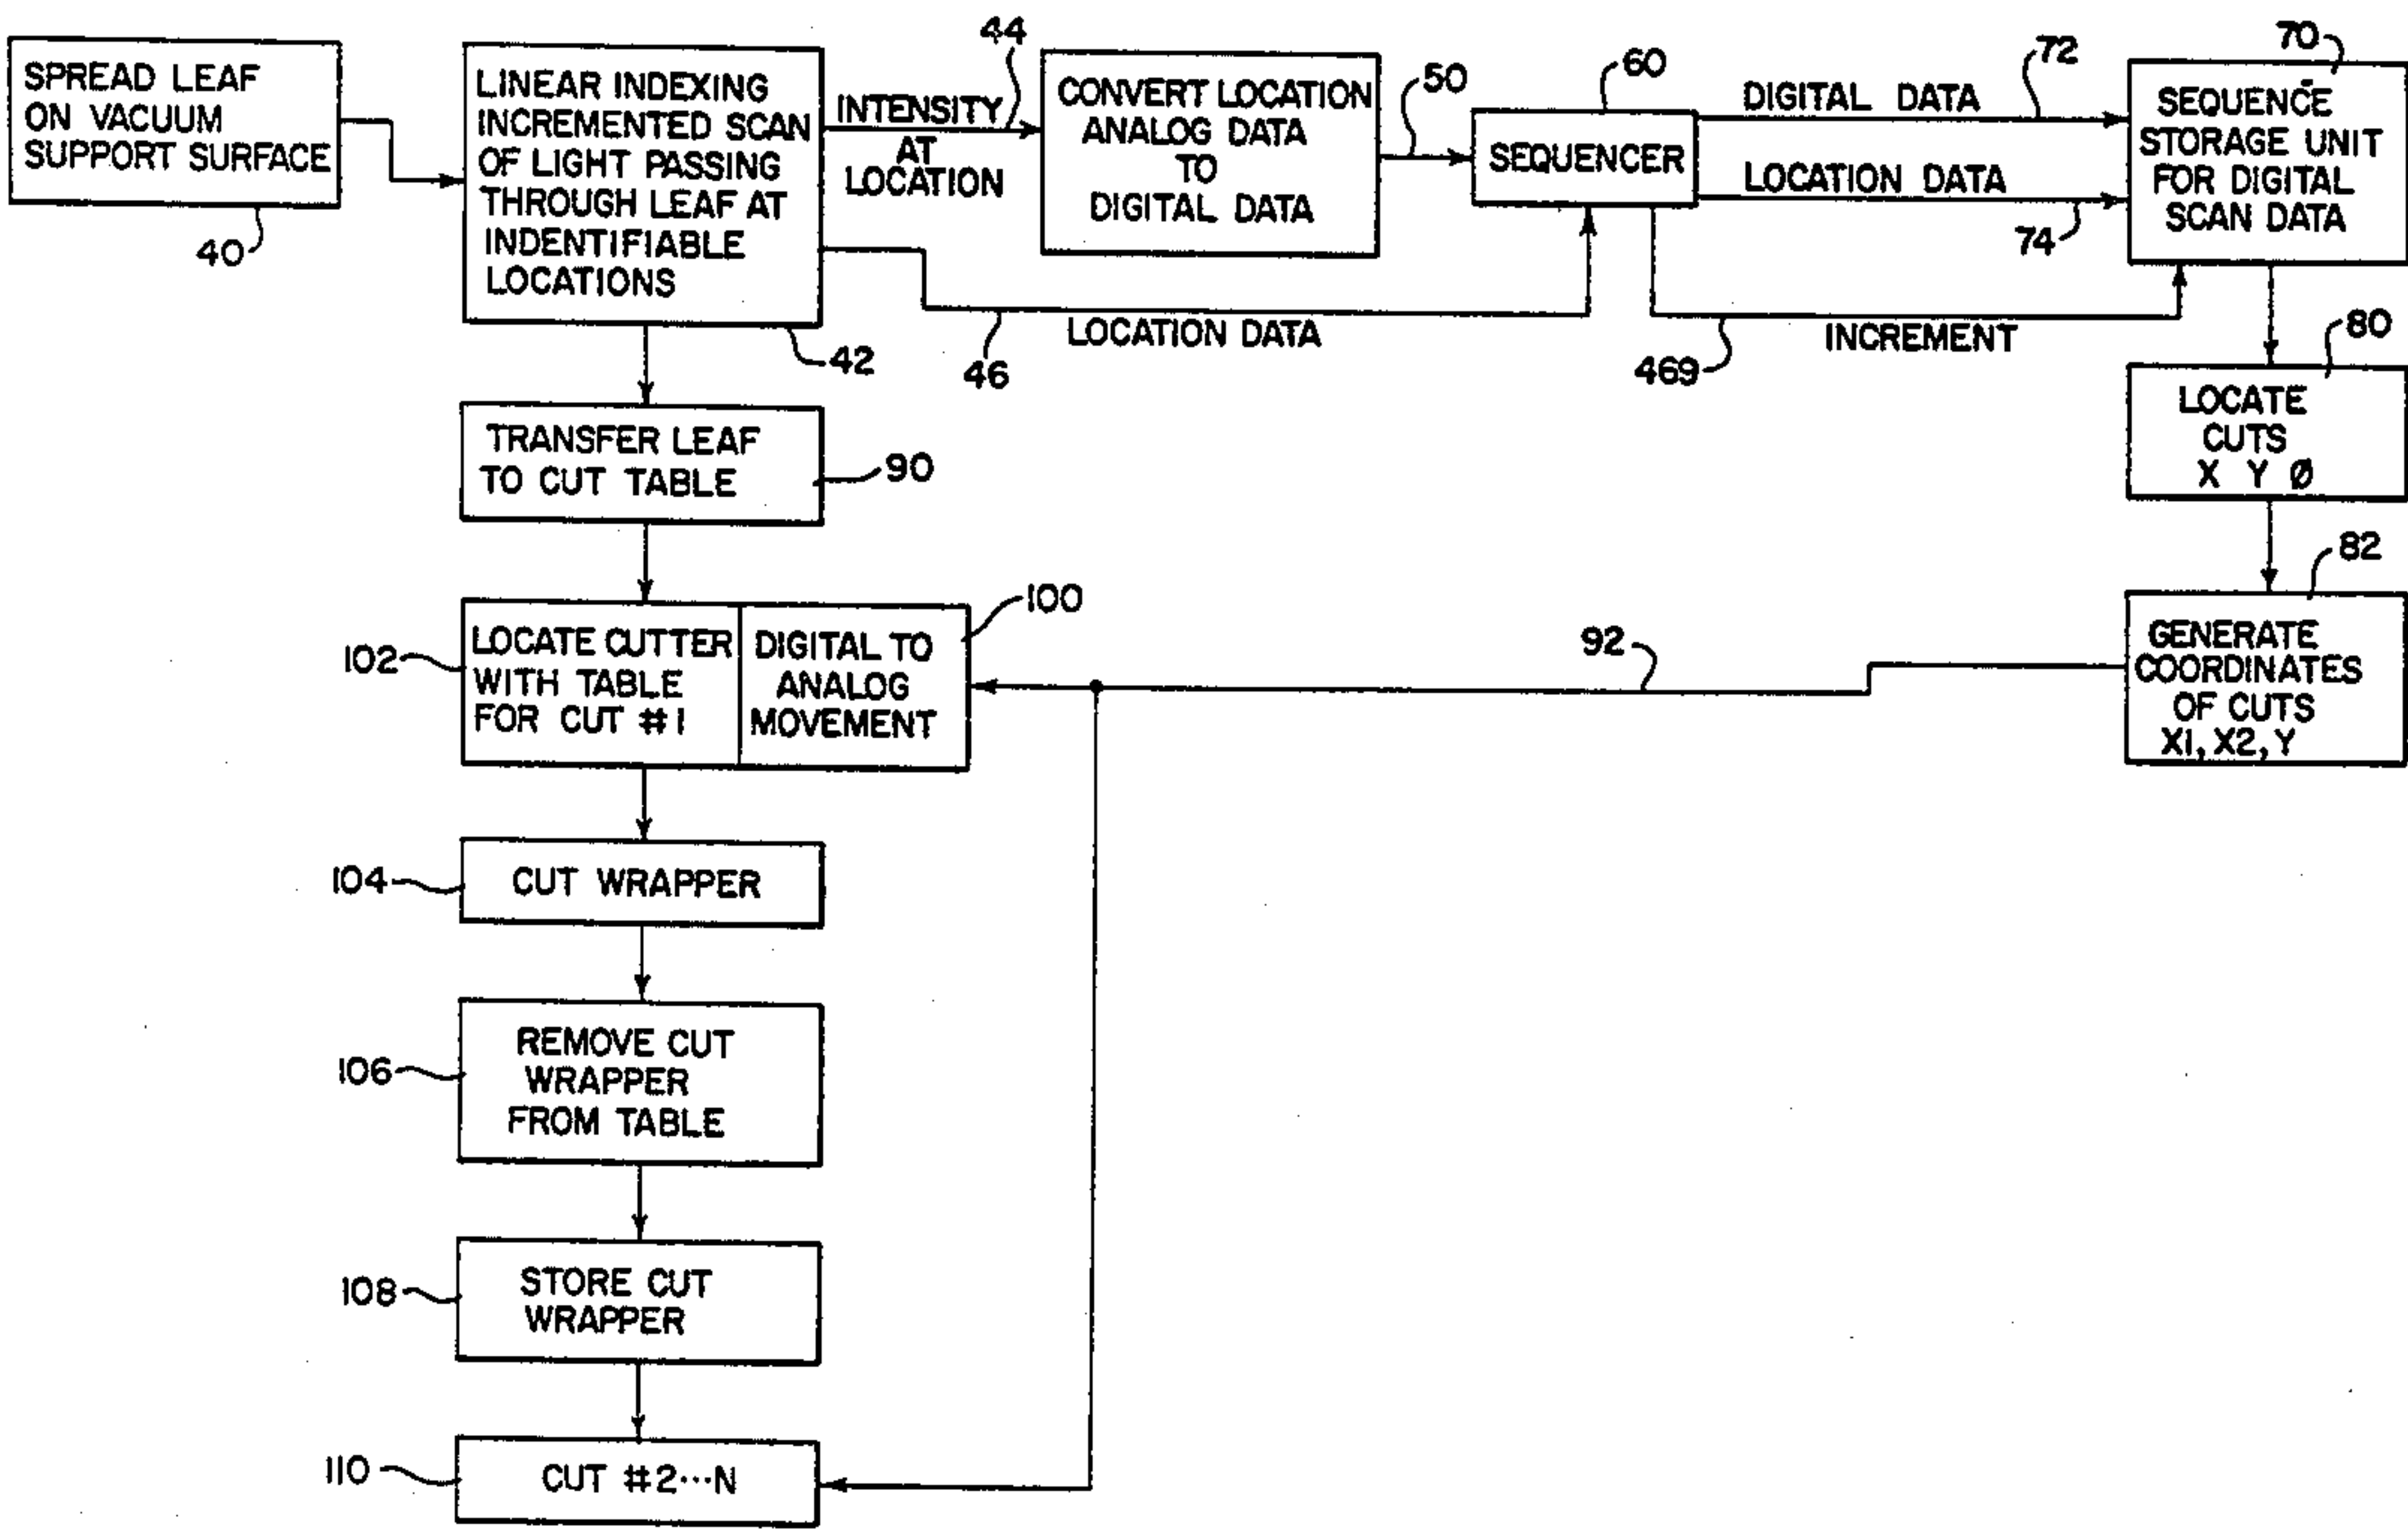 SPREAD LEAF
ON VACUUM
SUPPORT SURFACE
40
LINEAR INDEXING
INCREMENTED SCAN
OF LIGHT PASSING
THROUGH LEAF AT
INDENTIFIABLE
LOCATIONS
42
44
INTENSITY
AT
LOCATION
CONVERT LOCATION
ANALOG DATA
TO
DIGITAL DATA
46
LOCATION DATA
50
60
SEQUENCER
72
DIGITAL DATA
LOCATION DATA
74
469
INCREMENT
70
SEQUENCE
STORAGE UNIT
FOR DIGITAL
SCAN DATA
80
LOCATE
CUTS
X Y Ø
82
GENERATE
COORDINATES
OF CUTS
X1, X2, Y
92
TRANSFER LEAF
TO CUT TABLE
90
102
LOCATE CUTTER
WITH TABLE
FOR CUT #1
100
DIGITAL TO
ANALOG
MOVEMENT
104
CUT WRAPPER
106
REMOVE CUT
WRAPPER
FROM TABLE
108
STORE CUT
WRAPPER
110
CUT #2···N